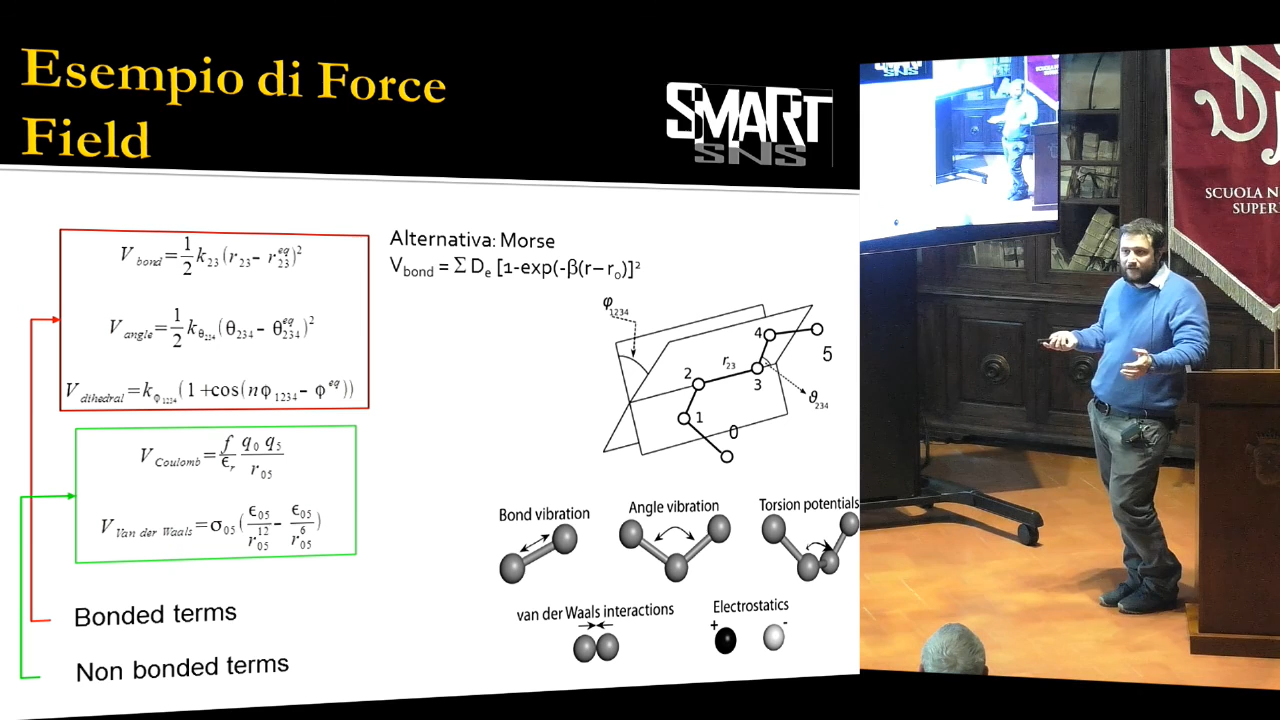 Esempio di Force
Field
SMART
SNS
V_bond = 1/2 k_23 (r_23 − r_23^eq)^2
V_angle = 1/2 k_θ234 (θ_234 − θ_234^eq)^2
V_dihedral = k_φ1234 (1 + cos(nφ_1234 − φ^eq))
V_Coulomb = f/ϵ_r q_0 q_5/r_05
V_Van der Waals = σ_05 (ϵ_05/r_05^12 − ϵ_05/r_05^6)
Bonded terms
Non bonded terms
Alternativa: Morse
V_bond = Σ D_e [1-exp(-β(r–r_0)]²
φ_1234
4
5
r_23
2
3
ϑ_234
1
0
Bond vibration
Angle vibration
Torsion potentials
van der Waals interactions
Electrostatics
+
-
SNS
SCUOLA N
SUPER